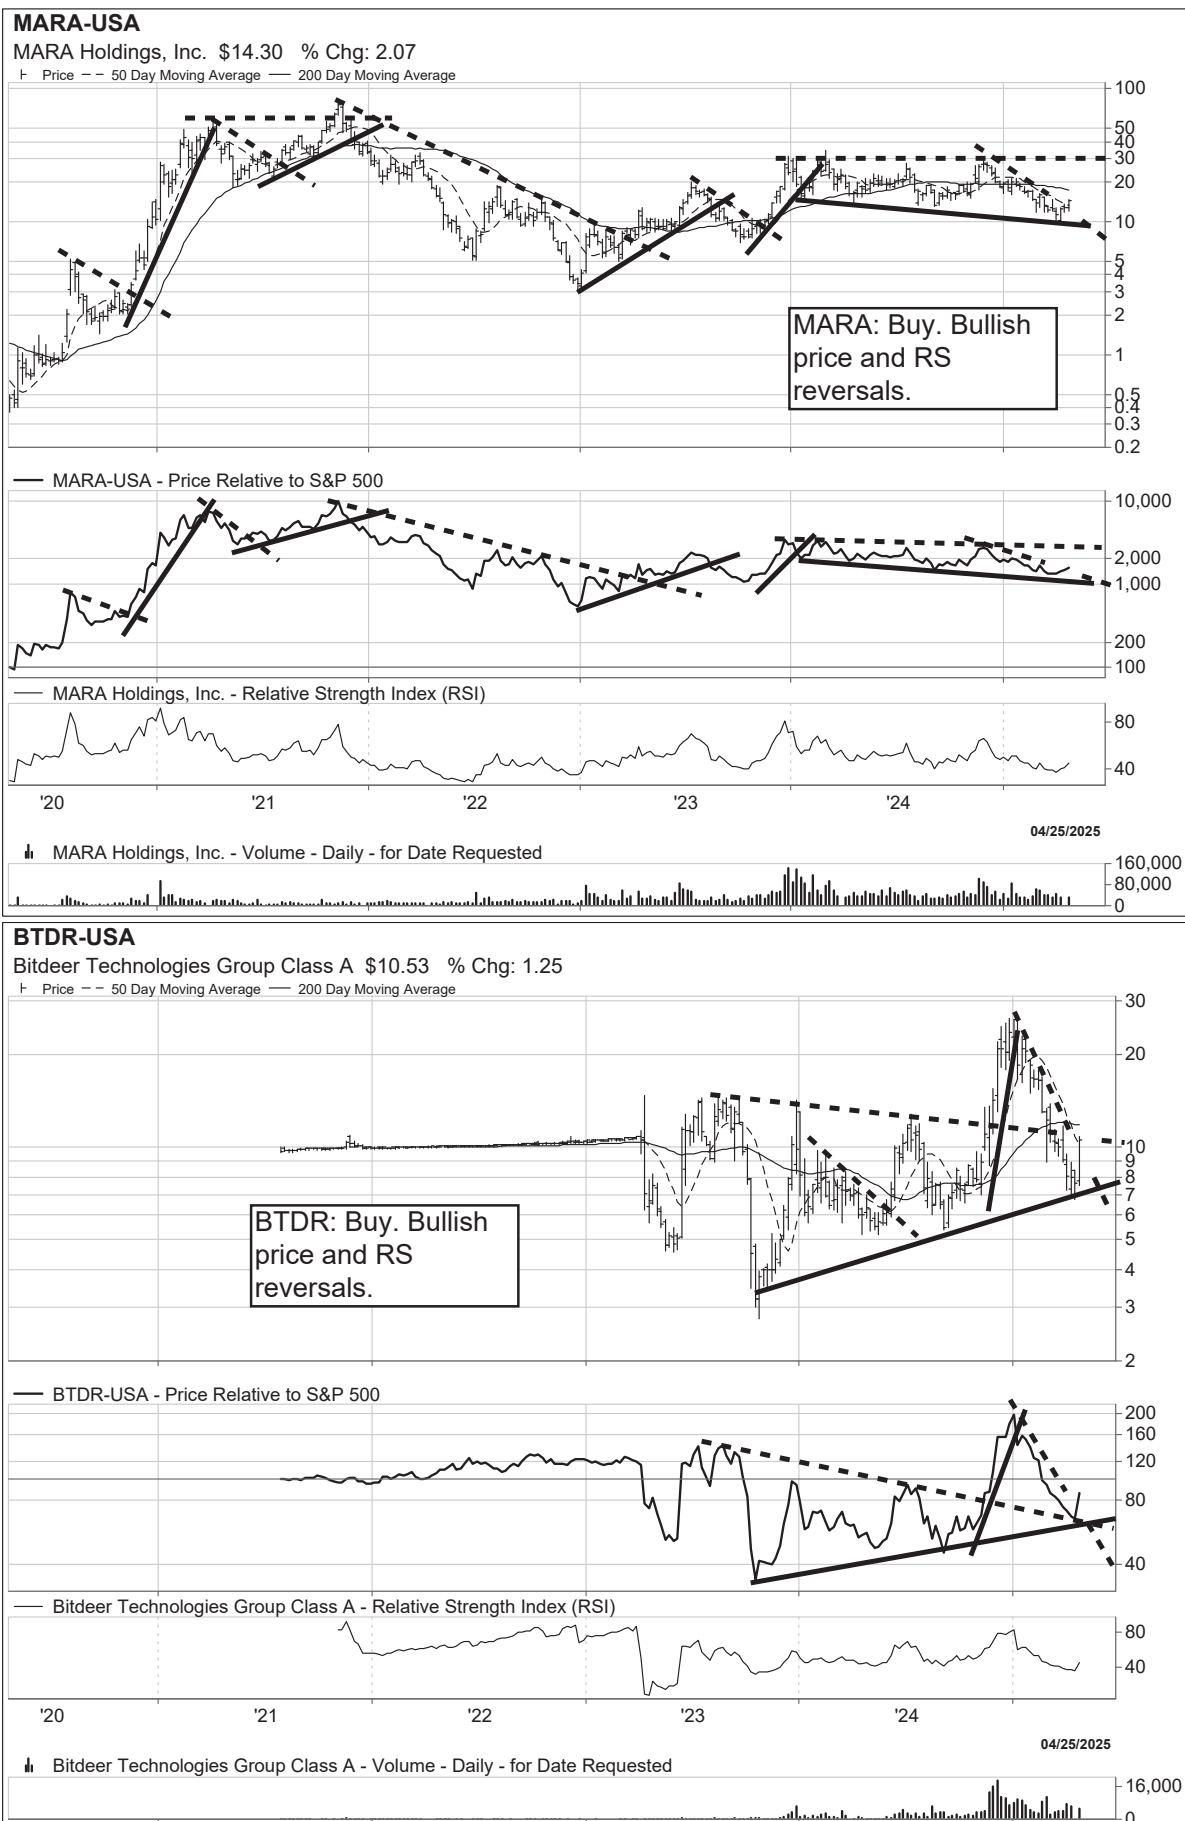 MARA-USA
MARA Holdings, Inc. $14.30 % Chg: 2.07
Price 50 Day Moving Average 200 Day Moving Average
100
50
40
30
20
10
5
4
3
2
1
0.5
0.4
0.3
0.2
MARA: Buy. Bullish
price and RS
reversals.
MARA-USA - Price Relative to S&P 500
10,000
2,000
1,000
200
100
MARA Holdings, Inc. - Relative Strength Index (RSI)
80
40
'20 '21 '22 '23 '24
04/25/2025
MARA Holdings, Inc. - Volume - Daily - for Date Requested
160,000
80,000
0
BTDR-USA
Bitdeer Technologies Group Class A $10.53 % Chg: 1.25
Price 50 Day Moving Average 200 Day Moving Average
30
20
10
9
8
7
6
5
4
3
2
BTDR: Buy. Bullish
price and RS
reversals.
BTDR-USA - Price Relative to S&P 500
200
160
120
80
40
Bitdeer Technologies Group Class A - Relative Strength Index (RSI)
80
40
'20 '21 '22 '23 '24
04/25/2025
Bitdeer Technologies Group Class A - Volume - Daily - for Date Requested
16,000
0